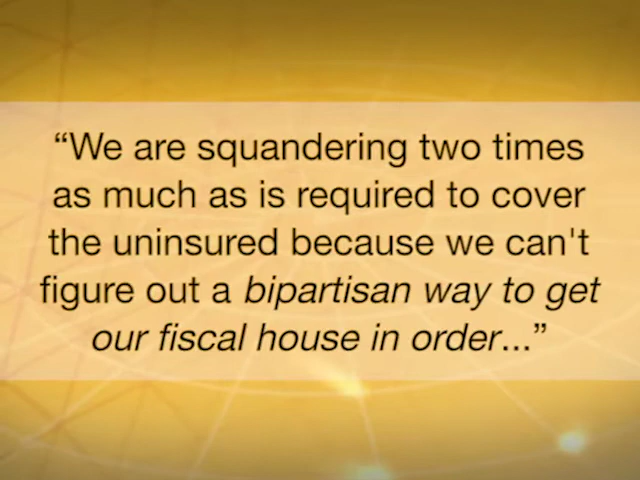 “We are squandering two times
as much as is required to cover
the uninsured because we can't
figure out a bipartisan way to get
our fiscal house in order...”